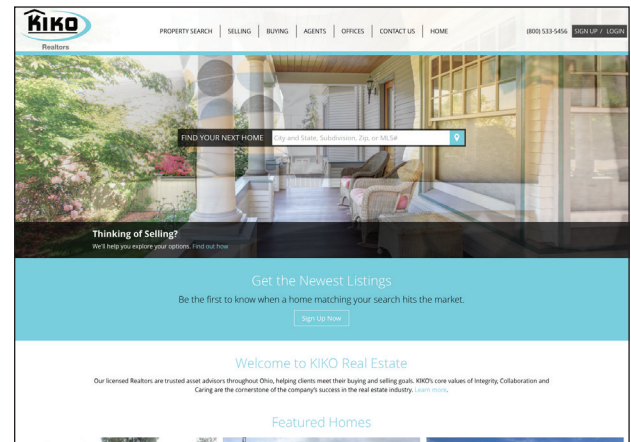 KIKO
Realtors
PROPERTY SEARCH | SELLING | BUYING | AGENTS | OFFICES | CONTACT US | HOME
(800) 533-5456 SIGN UP / LOGIN
FIND YOUR NEXT HOME City and State, Subdivision, Zip, or MLS#
Thinking of Selling?
We'll help you explore your options. Find out how
Get the Newest Listings
Be the first to know when a home matching your search hits the market.
Sign Up Now
Welcome to KIKO Real Estate
Our licensed Realtors are trusted asset advisors throughout Ohio, helping clients meet their buying and selling goals. KIKO's core values of Integrity, Collaboration and
Caring are the cornerstone of the company's success in the real estate industry. Learn more.
Featured Homes